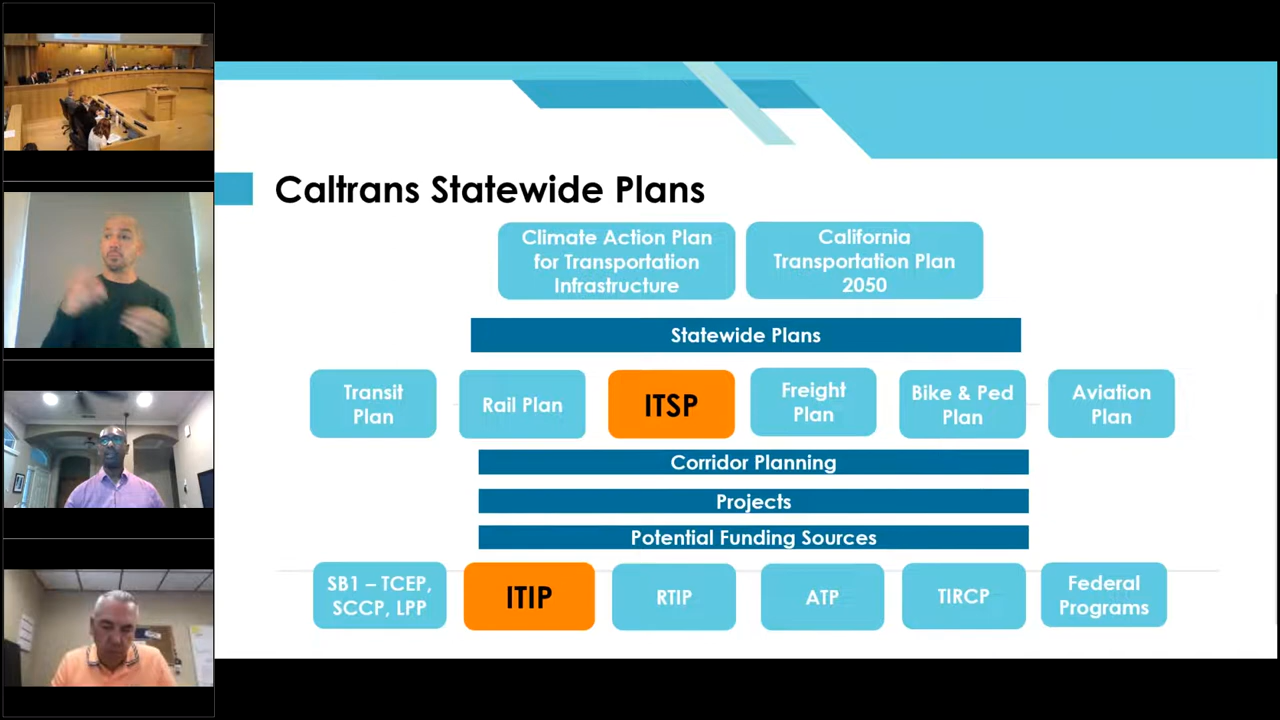 Caltrans Statewide Plans
Climate Action Plan
for Transportation
Infrastructure
California
Transportation Plan
2050
Statewide Plans
Transit
Plan
Rail Plan
ITSP
Freight
Plan
Bike & Ped
Plan
Aviation
Plan
Corridor Planning
Projects
Potential Funding Sources
SB1 – TCEP,
SCCP, LPP
ITIP
RTIP
ATP
TIRCP
Federal
Programs